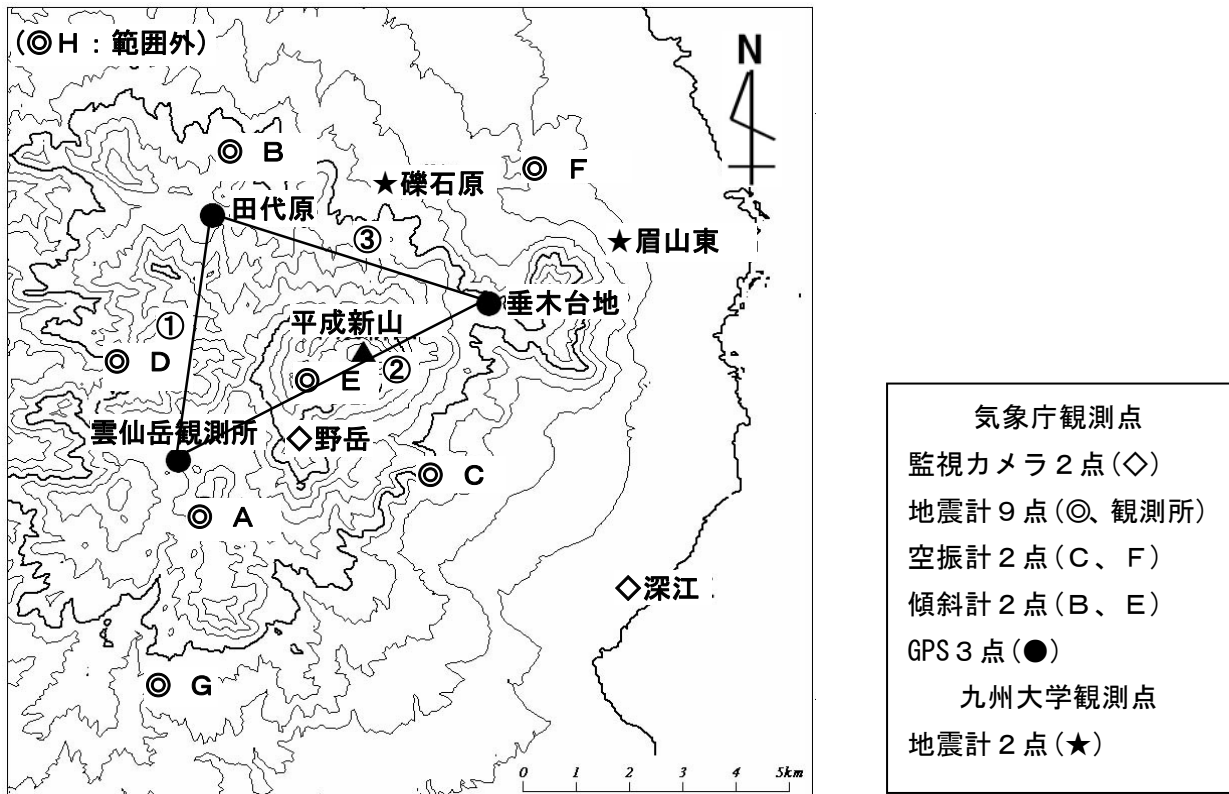 (◎H：範囲外)
N
◎ B
◎ F
★礫石原
●田代原
③
★眉山東
●垂木台地
平成新山
①
▲
②
◎ D
◎ E
雲仙岳観測所
◇野岳
◎ C
◎ A
◇深江
◎ G
0 1 2 3 4 5km
気象庁観測点
監視カメラ２点(◇)
地震計９点(◎、観測所)
空振計２点(Ｃ、Ｆ)
傾斜計２点(Ｂ、Ｅ)
GPS３点(●)
九州大学観測点
地震計２点(★)